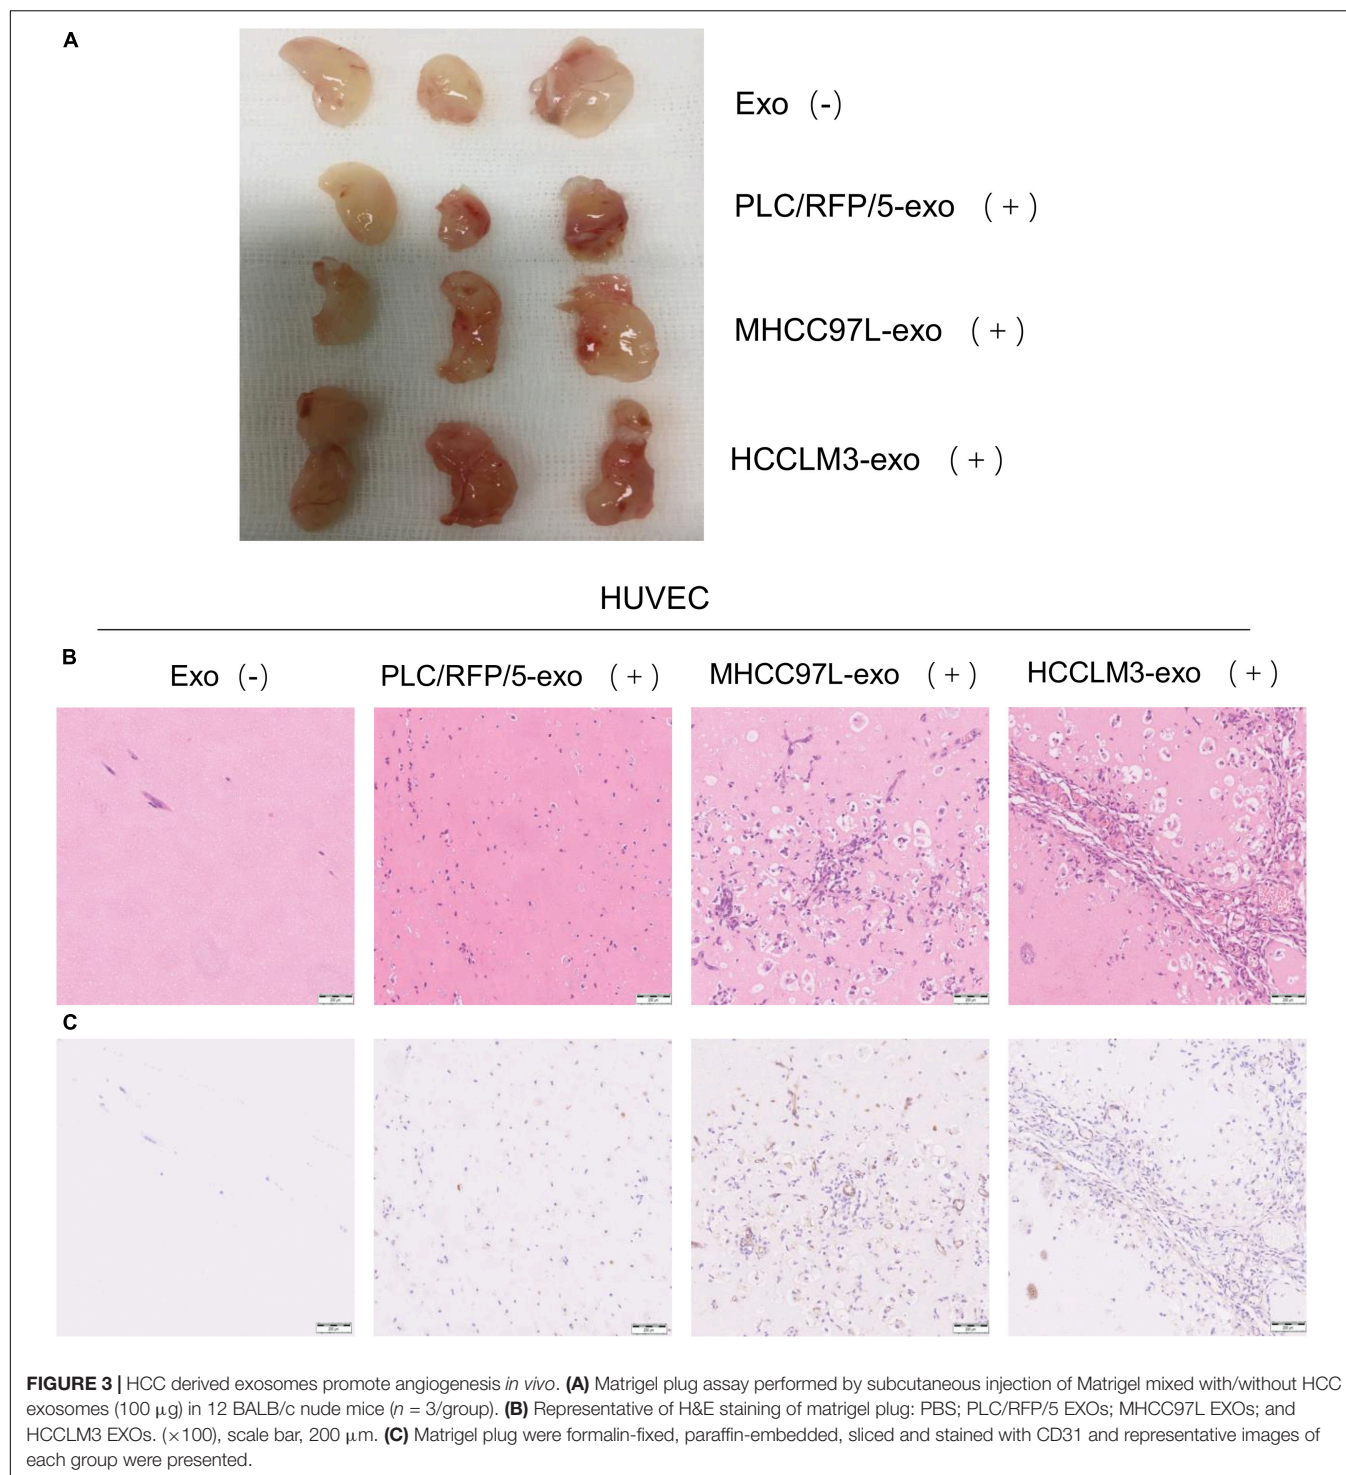 A
Exo (-)
PLC/RFP/5-exo (+)
MHCC97L-exo (+)
HCCLM3-exo (+)
HUVEC
B
Exo (-) PLC/RFP/5-exo (+) MHCC97L-exo (+) HCCLM3-exo (+)
C
FIGURE 3 | HCC derived exosomes promote angiogenesis in vivo. (A) Matrigel plug assay performed by subcutaneous injection of Matrigel mixed with/without HCC
exosomes (100 μg) in 12 BALB/c nude mice (n = 3/group). (B) Representative of H&E staining of matrigel plug: PBS; PLC/RFP/5 EXOs; MHCC97L EXOs; and
HCCLM3 EXOs. (×100), scale bar, 200 μm. (C) Matrigel plug were formalin-fixed, paraffin-embedded, sliced and stained with CD31 and representative images of
each group were presented.